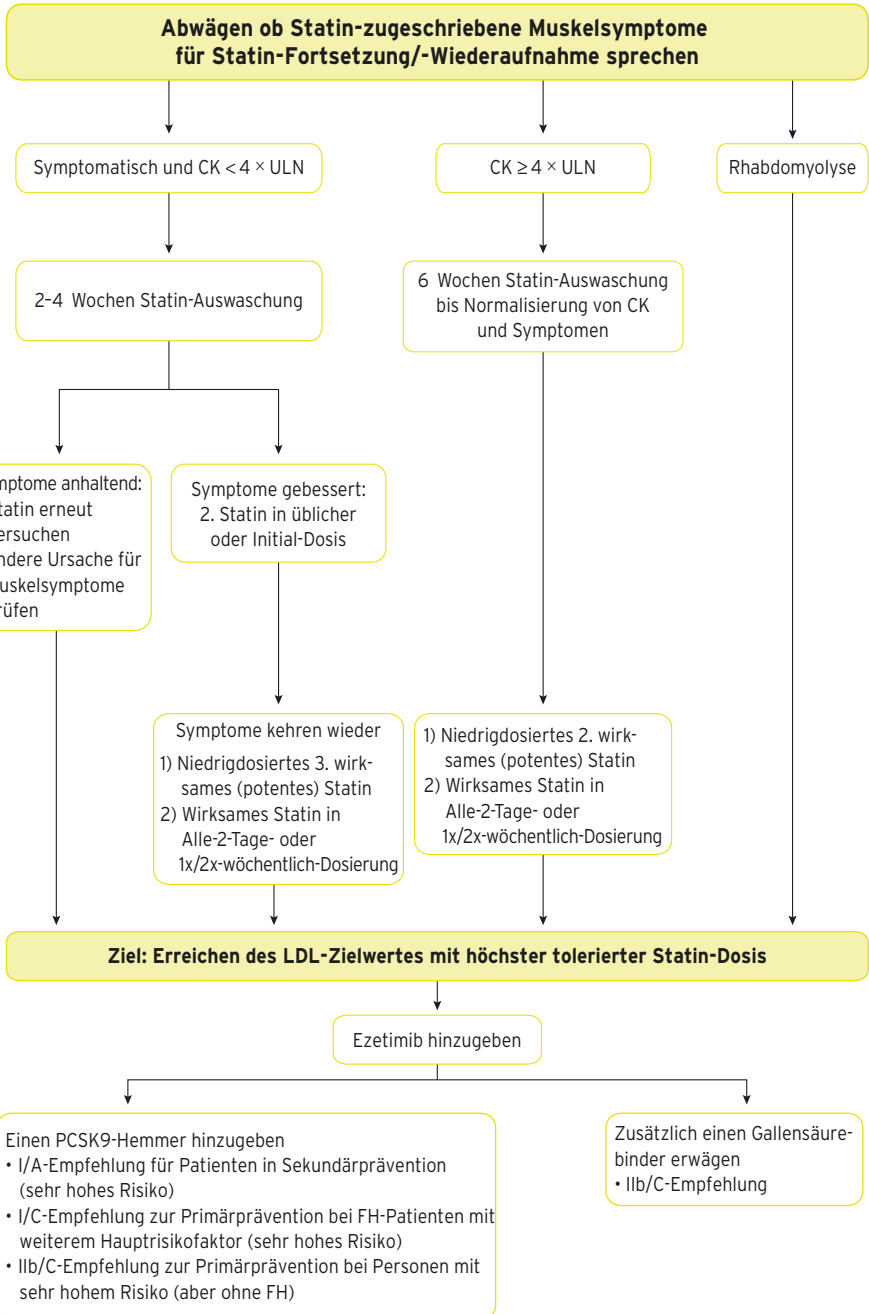 Abwägen ob Statin-zugeschriebene Muskelsymptome
für Statin-Fortsetzung/-Wiederaufnahme sprechen
Symptomatisch und CK < 4 × ULN
CK ≥ 4 × ULN
Rhabdomyolyse
2–4 Wochen Statin-Auswaschung
6 Wochen Statin-Auswaschung
bis Normalisierung von CK
und Symptomen
anhaltend:
erneut
Ursache für
Symptome gebessert:
2. Statin in üblicher
oder Initial-Dosis
Symptome kehren wieder
1) Niedrigdosiertes 3. wirk-
sames (potentes) Statin
2) Wirksames Statin in
Alle-2-Tage- oder
1x/2x-wöchentlich-Dosierung
1) Niedrigdosiertes 2. wirk-
sames (potentes) Statin
2) Wirksames Statin in
Alle-2-Tage- oder
1x/2x-wöchentlich-Dosierung
Ziel: Erreichen des LDL-Zielwertes mit höchster tolerierter Statin-Dosis
Ezetimib hinzugeben
Einen PCSK9-Hemmer hinzugeben
• I/A-Empfehlung für Patienten in Sekundärprävention
(sehr hohes Risiko)
• I/C-Empfehlung zur Primärprävention bei FH-Patienten mit
weiterem Hauptrisikofaktor (sehr hohes Risiko)
• IIb/C-Empfehlung zur Primärprävention bei Personen mit
sehr hohem Risiko (aber ohne FH)
Zusätzlich einen Gallensäure-
binder erwägen
• IIb/C-Empfehlung